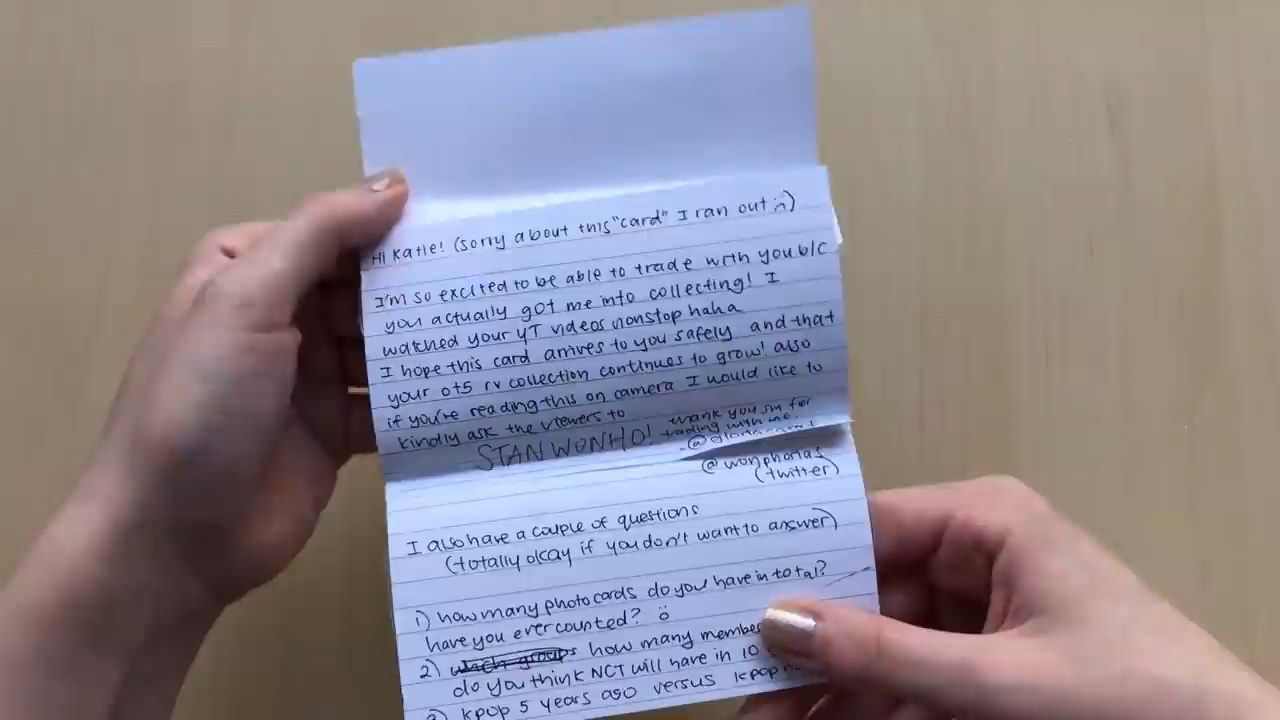 Hi Katie! (sorry about this "card" I ran out :^)
I'm so excited to be able to trade with you b/c
you actually got me into collecting! I
watched your YT videos nonstop haha
I hope this card arrives to you safely and that
your ot5 rv collection continues to grow! also
if you're reading this on camera I would like to
kindly ask the viewers to
STAN WONHO!
thank you sm for
trading with me!
@wonphorias
(twitter)
I also have a couple of questions
(totally okay if you don't want to answer)
1) how many photocards do you have in total?
have you ever counted? ö
2) how many
do you think NCT will have in 10
kpop 5 years ago versus kpop